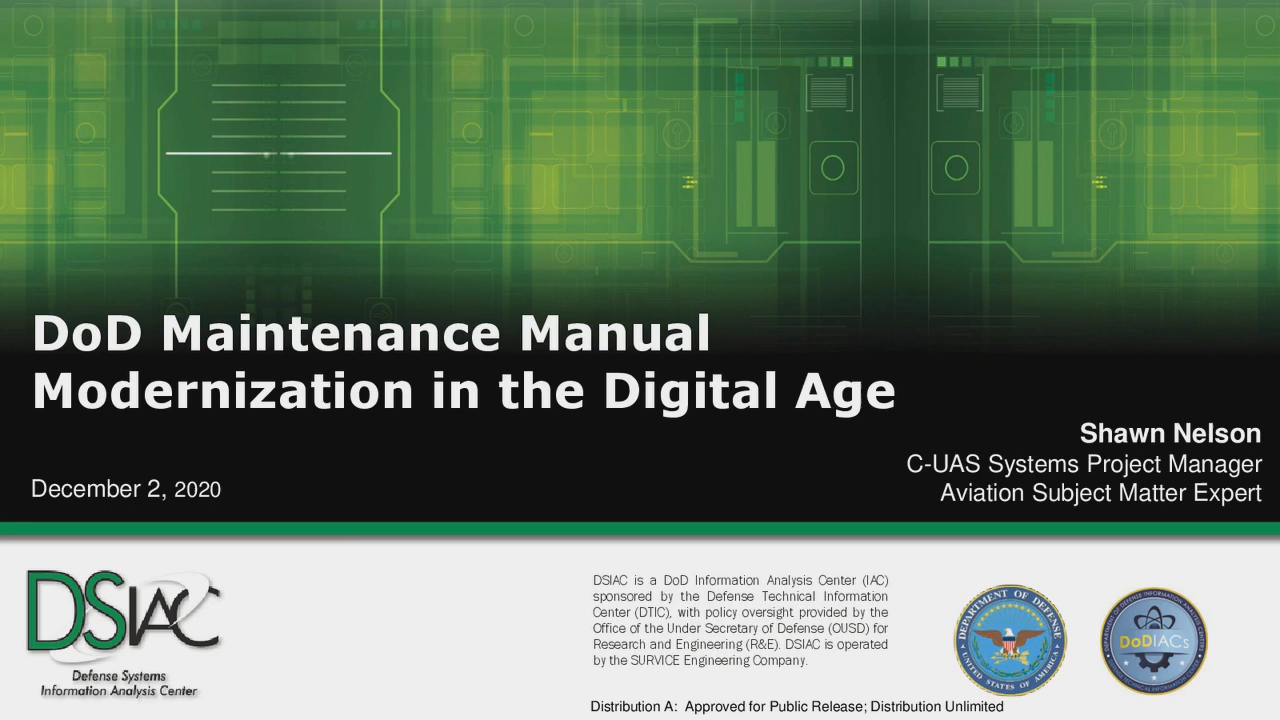 DoD Maintenance Manual
Modernization in the Digital Age
Shawn Nelson
C-UAS Systems Project Manager
Aviation Subject Matter Expert
December 2, 2020
DSIAC
Defense Systems
Information Analysis Center
DSIAC is a DoD Information Analysis Center (IAC)
sponsored by the Defense Technical Information
Center (DTIC), with policy oversight provided by the
Office of the Under Secretary of Defense (OUSD) for
Research and Engineering (R&E). DSIAC is operated
by the SURVICE Engineering Company.
DEPARTMENT OF DEFENSE
UNITED STATES OF AMERICA
DoDIACs
Distribution A: Approved for Public Release; Distribution Unlimited